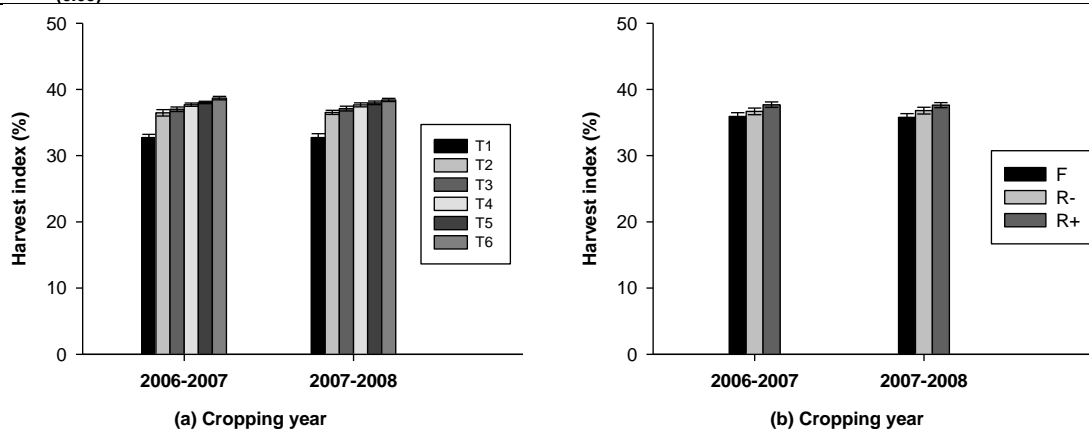 50
40
30
20
10
0
Harvest index (%)
T1
T2
T3
T4
T5
T6
2006-2007
2007-2008
(a) Cropping year
50
40
30
20
10
0
Harvest index (%)
F
R-
R+
2006-2007
2007-2008
(b) Cropping year